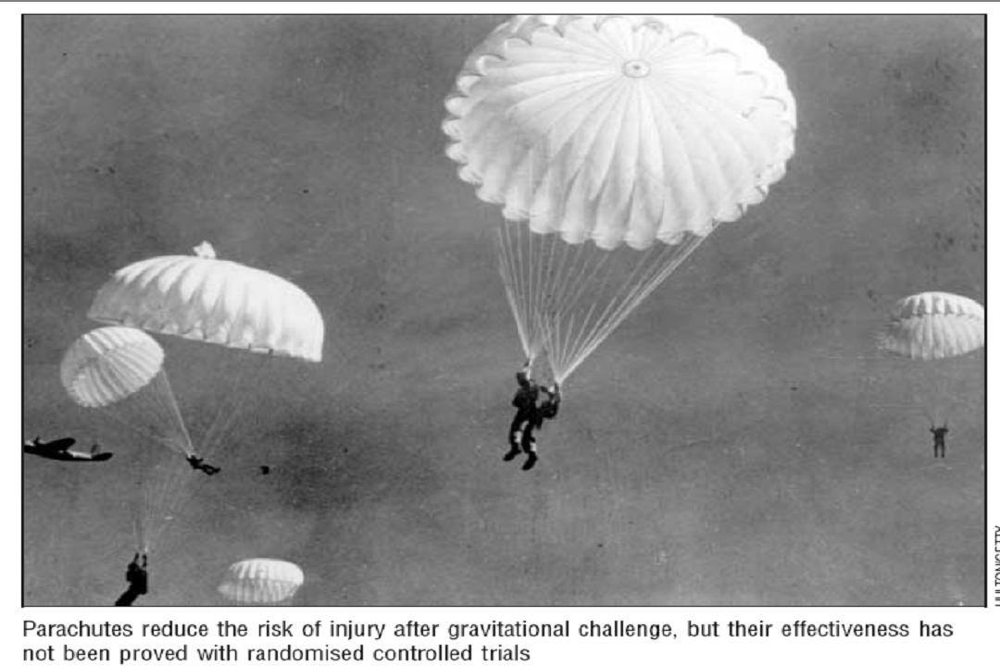 Parachutes reduce the risk of injury after gravitational challenge, but their effectiveness has
not been proved with randomised controlled trials